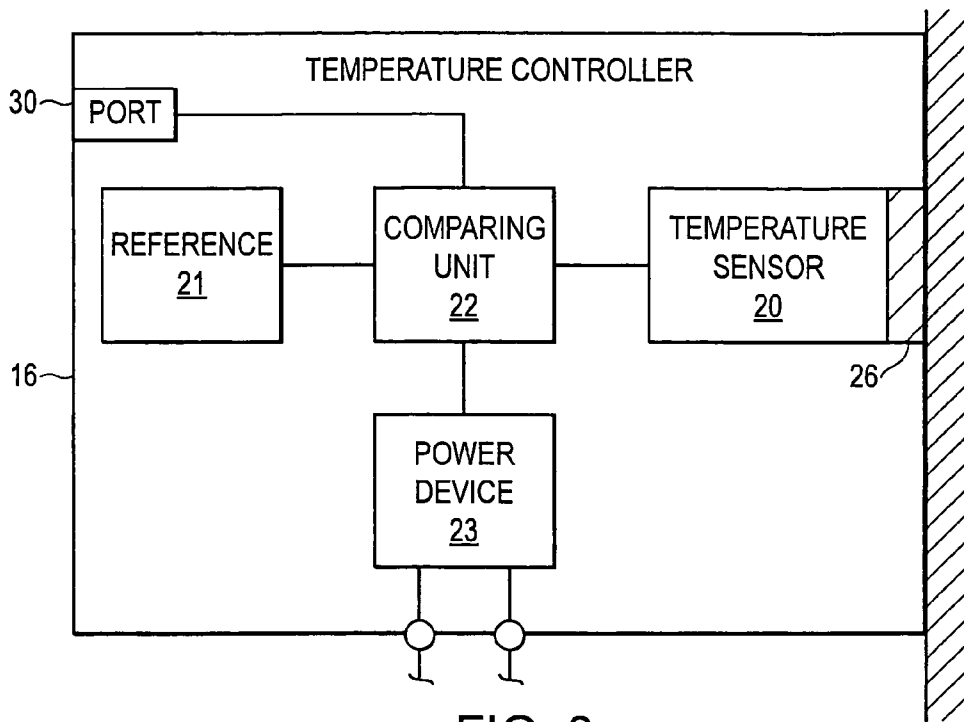 TEMPERATURE CONTROLLER
30
PORT
REFERENCE
21
COMPARING
UNIT
22
TEMPERATURE
SENSOR
20
16
26
POWER
DEVICE
23